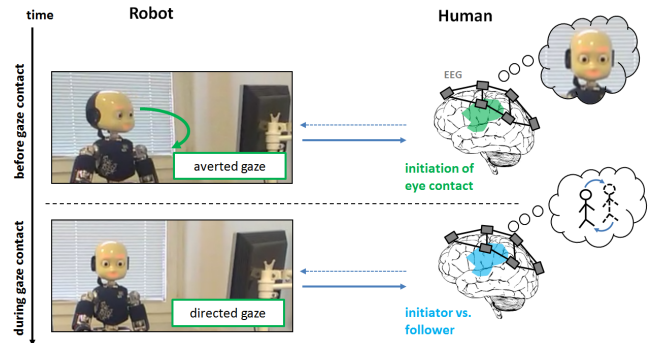 time
Robot
Human
before gaze contact
averted gaze
EEG
initiation of
eye contact
during gaze contact
directed gaze
initiator vs.
follower